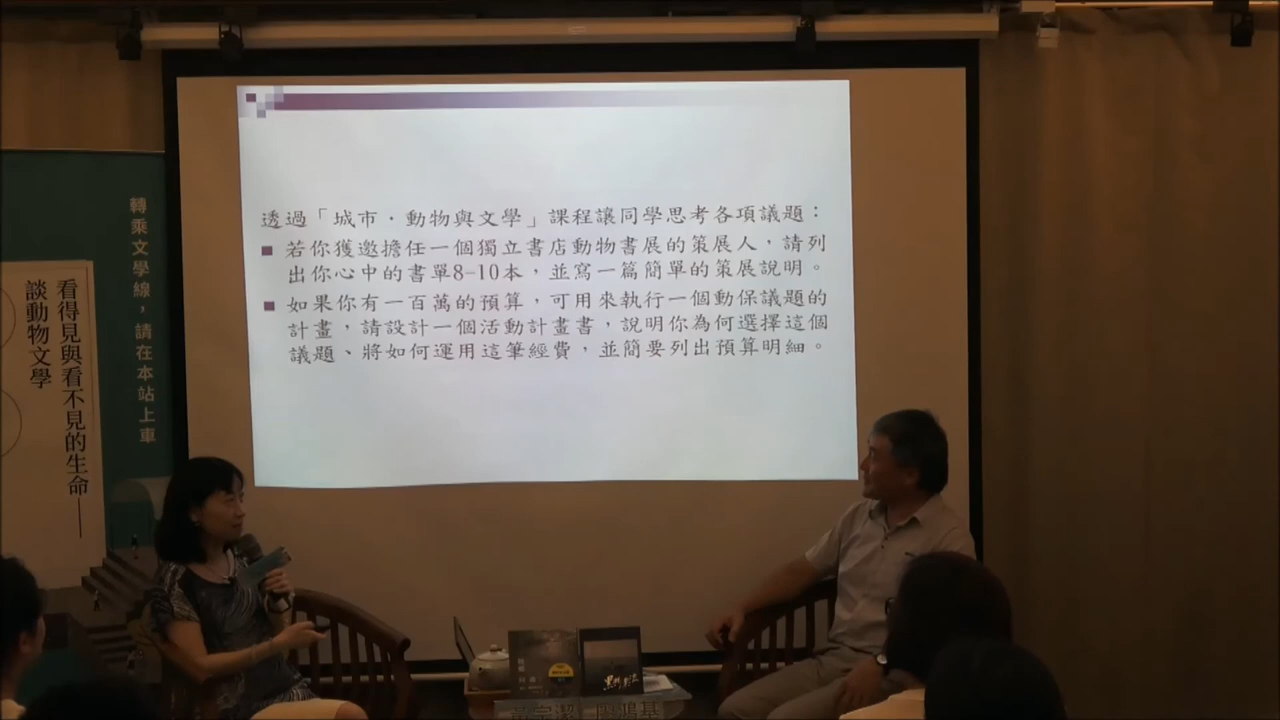 透過「城市．動物與文學」課程讓同學思考各項議題：
若你獲邀擔任一個獨立書店動物書展的策展人，請列
出你心中的書單8-10本，並寫一篇簡單的策展說明。
如果你有一百萬的預算，可用來執行一個動保議題的
計畫，請設計一個活動計畫書，說明你為何選擇這個
議題、將如何運用這筆經費，並簡要列出預算明細。
轉乘文學線，請在本站上車
看得見與看不見的生命——
談動物文學
黃宗潔
廖鴻基